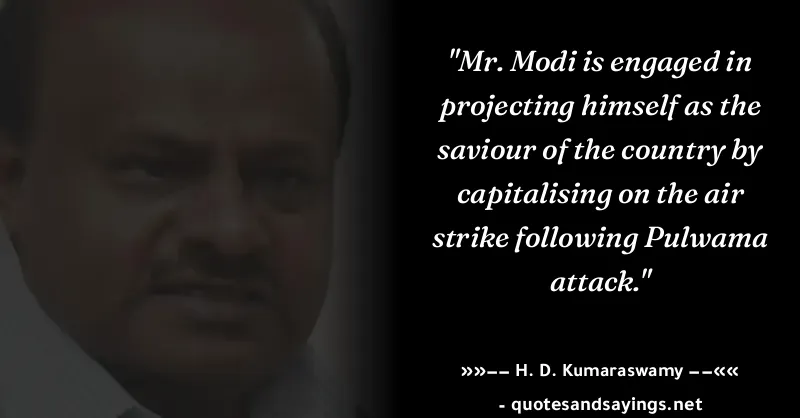 "Mr. Modi is engaged in
projecting himself as the
saviour of the country by
capitalising on the air
strike following Pulwama
attack."
»»–– H. D. Kumaraswamy ––««
- quotesandsayings.net